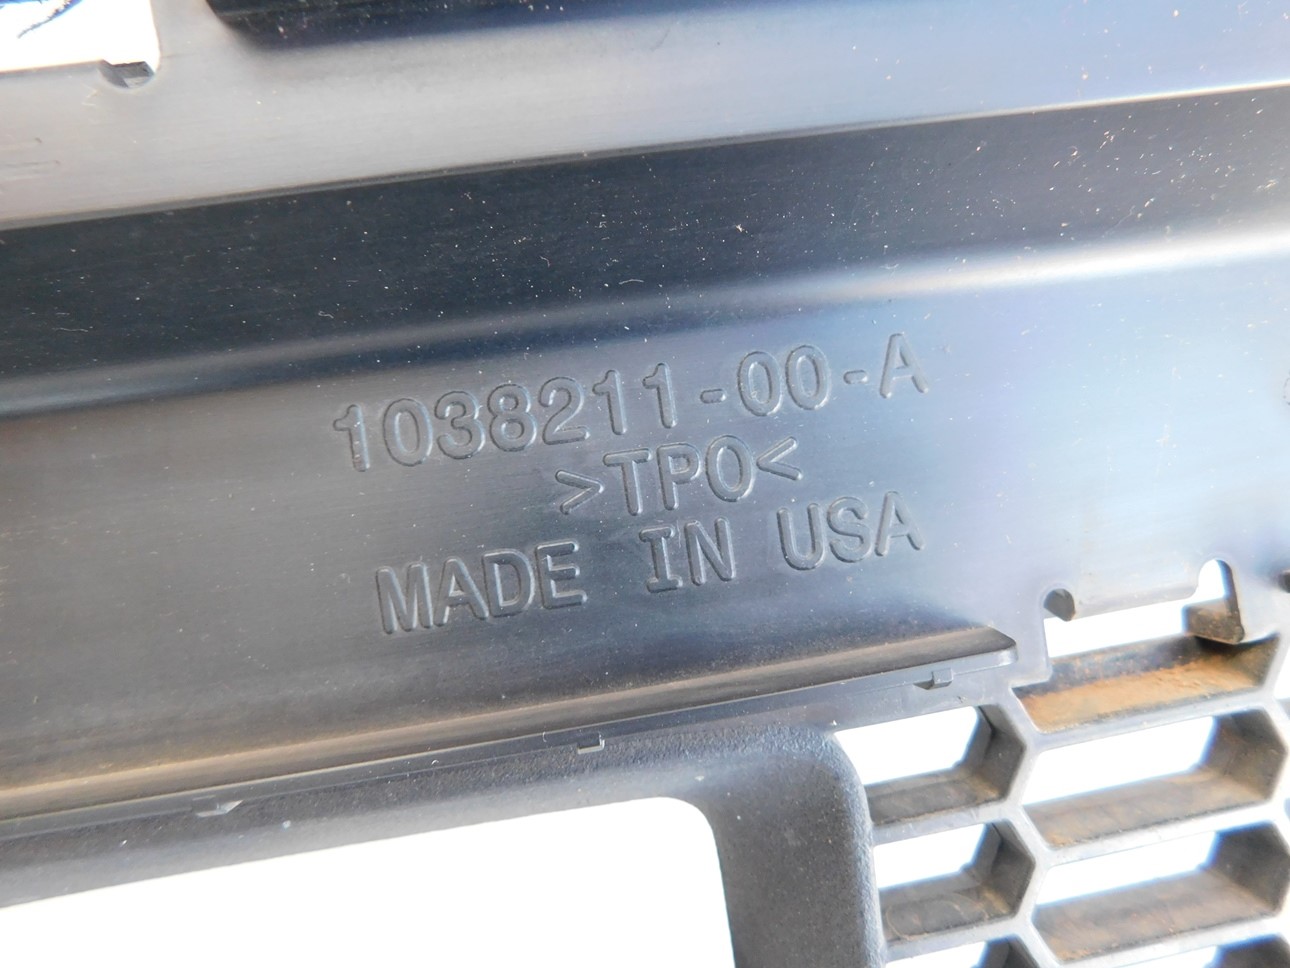 1038211-00-A
>TPO<
MADE IN USA